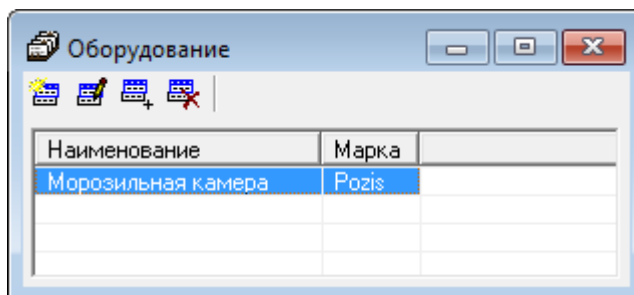 Оборудование
Наименование Марка
Морозильная камера Pozis